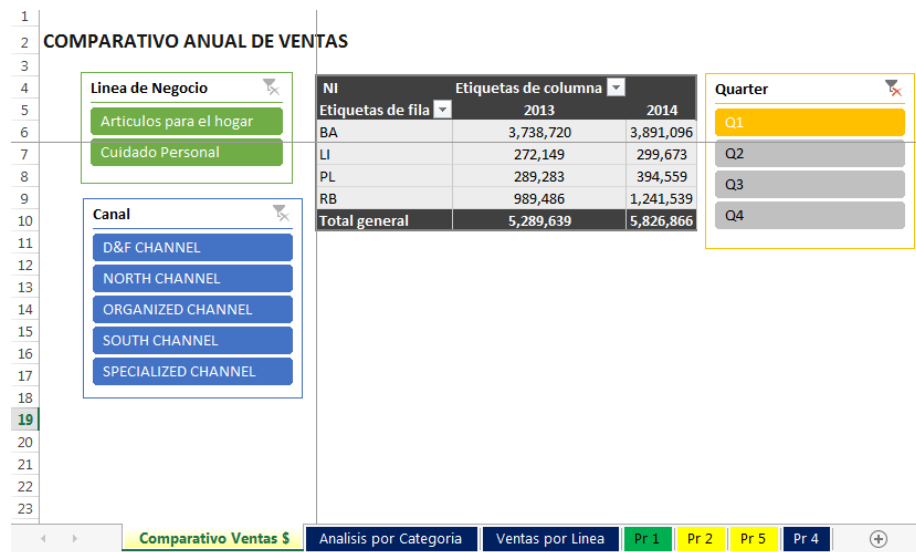 1
2 COMPARATIVO ANUAL DE VENTAS
3
4 Linea de Negocio NI Etiquetas de columna Quarter
5 Articulos para el hogar Etiquetas de fila 2013 2014 Q1
6 BA 3,738,720 3,891,096
7 Cuidado Personal LI 272,149 299,673 Q2
8 PL 289,283 394,559 Q3
9 RB 989,486 1,241,539
10 Canal Total general 5,289,639 5,826,866 Q4
11 D&F CHANNEL
12
13 NORTH CHANNEL
14 ORGANIZED CHANNEL
15 SOUTH CHANNEL
16
17 SPECIALIZED CHANNEL
18
19
20
21
22
23
Comparativo Ventas $ Analisis por Categoria Ventas por Linea Pr 1 Pr 2 Pr 5 Pr 4